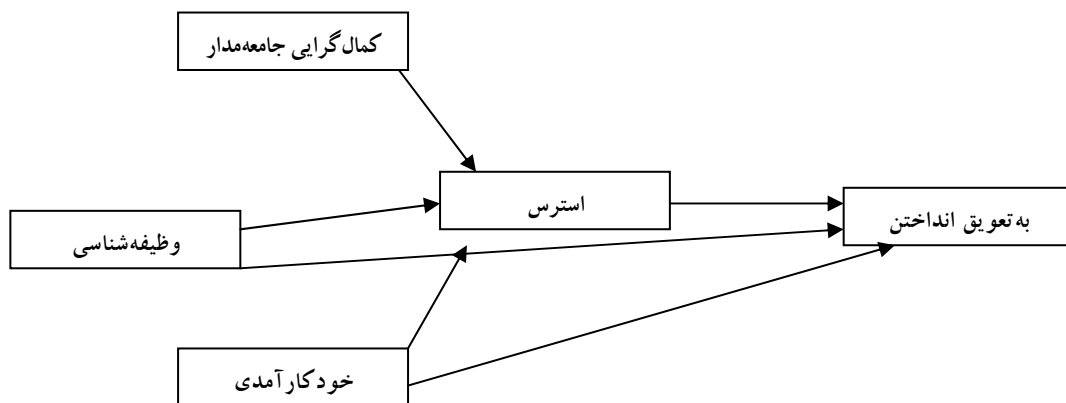 کمال‌گرایی جامعه‌مدار
استرس
به‌تعویق انداختن
وظیفه‌شناسی
خودکارآمدی